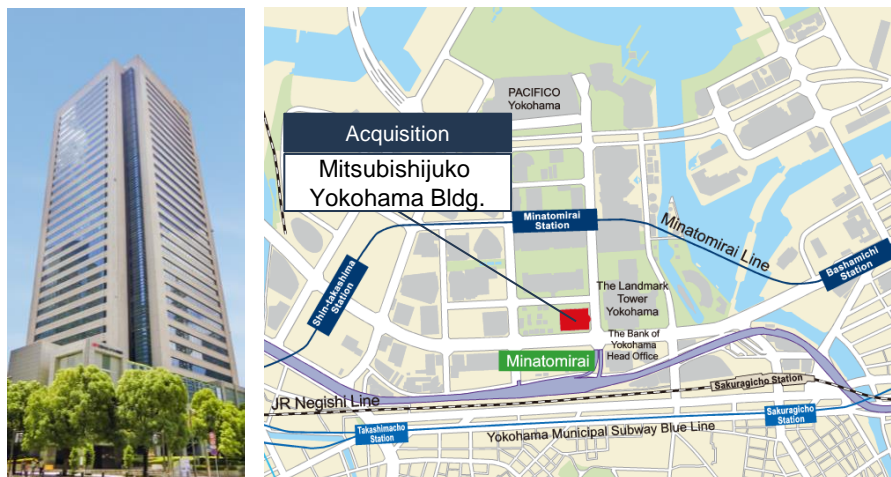 PACIFICO
Yokohama
Acquisition
Mitsubishijuko
Yokohama Bldg.
Minatomirai
Station
Minatomirai Line
Bashamichi
Station
Shin-takashima
Station
The Landmark
Tower
Yokohama
The Bank of
Yokohama
Head Office
Minatomirai
Sakuragicho Station
JR Negishi Line
Takashimacho
Station
Yokohama Municipal Subway Blue Line
Sakuragicho
Station